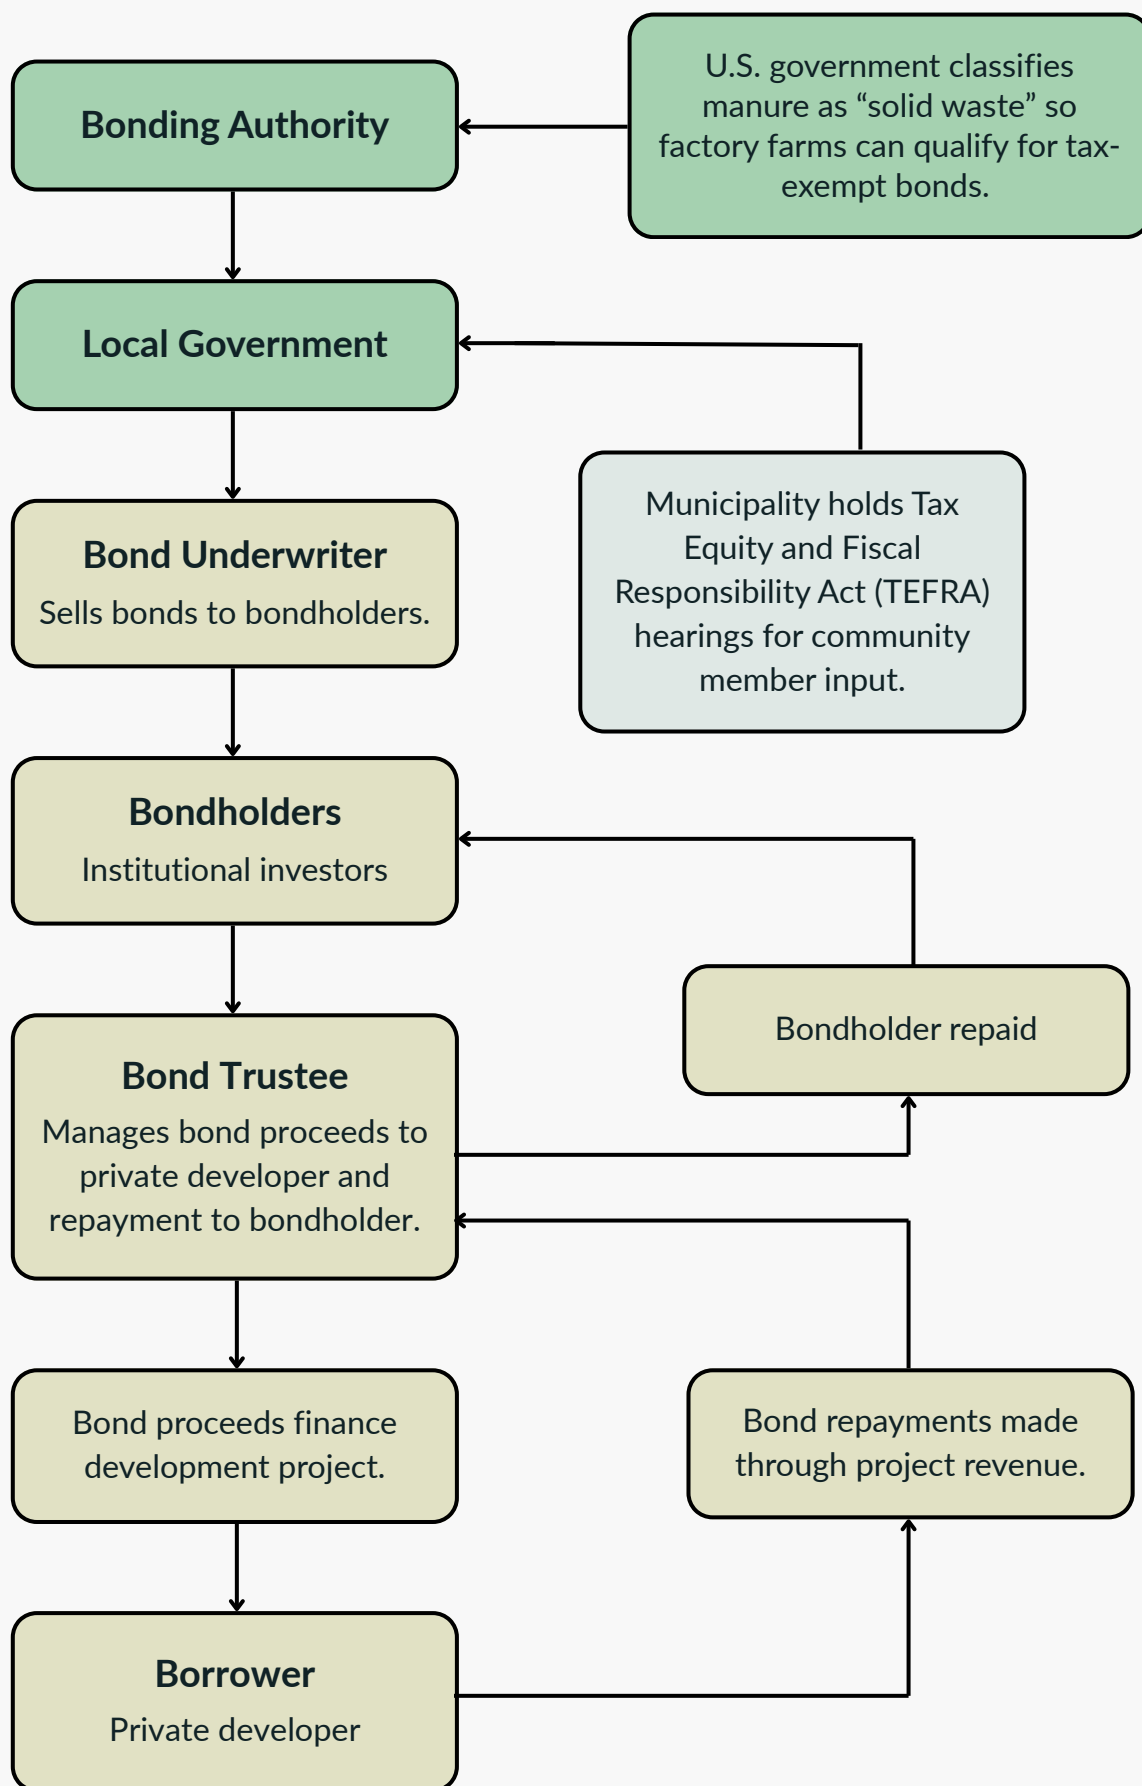 Bonding Authority
U.S. government classifies
manure as “solid waste” so
factory farms can qualify for tax-
exempt bonds.
Local Government
Municipality holds Tax
Equity and Fiscal
Responsibility Act (TEFRA)
hearings for community
member input.
Bond Underwriter
Sells bonds to bondholders.
Bondholders
Institutional investors
Bondholder repaid
Bond Trustee
Manages bond proceeds to
private developer and
repayment to bondholder.
Bond proceeds finance
development project.
Bond repayments made
through project revenue.
Borrower
Private developer